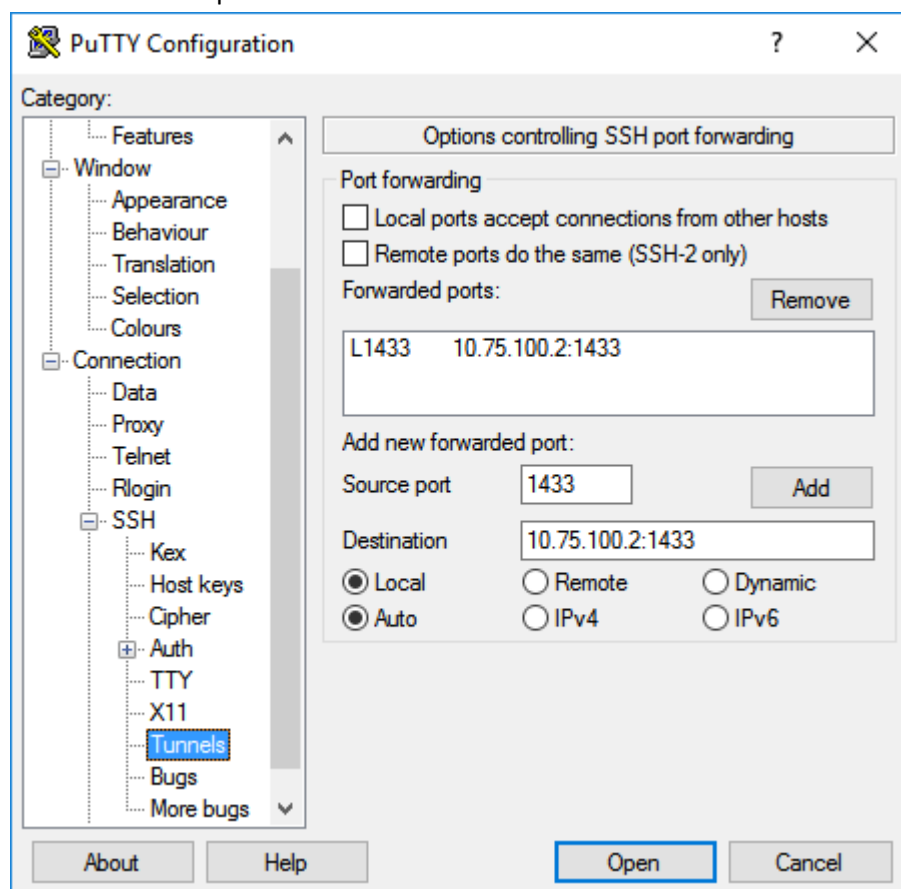 PuTTY Configuration
?
Category:
Features
Window
Appearance
Behaviour
Translation
Selection
Colours
Connection
Data
Proxy
Telnet
Rlogin
SSH
Kex
Host keys
Cipher
Auth
TTY
X11
Tunnels
Bugs
More bugs
Options controlling SSH port forwarding
Port forwarding
Local ports accept connections from other hosts
Remote ports do the same (SSH-2 only)
Forwarded ports:
Remove
L1433 10.75.100.2:1433
Add new forwarded port:
Source port 1433 Add
Destination 10.75.100.2:1433
Local Remote Dynamic
Auto IPv4 IPv6
About Help Open Cancel